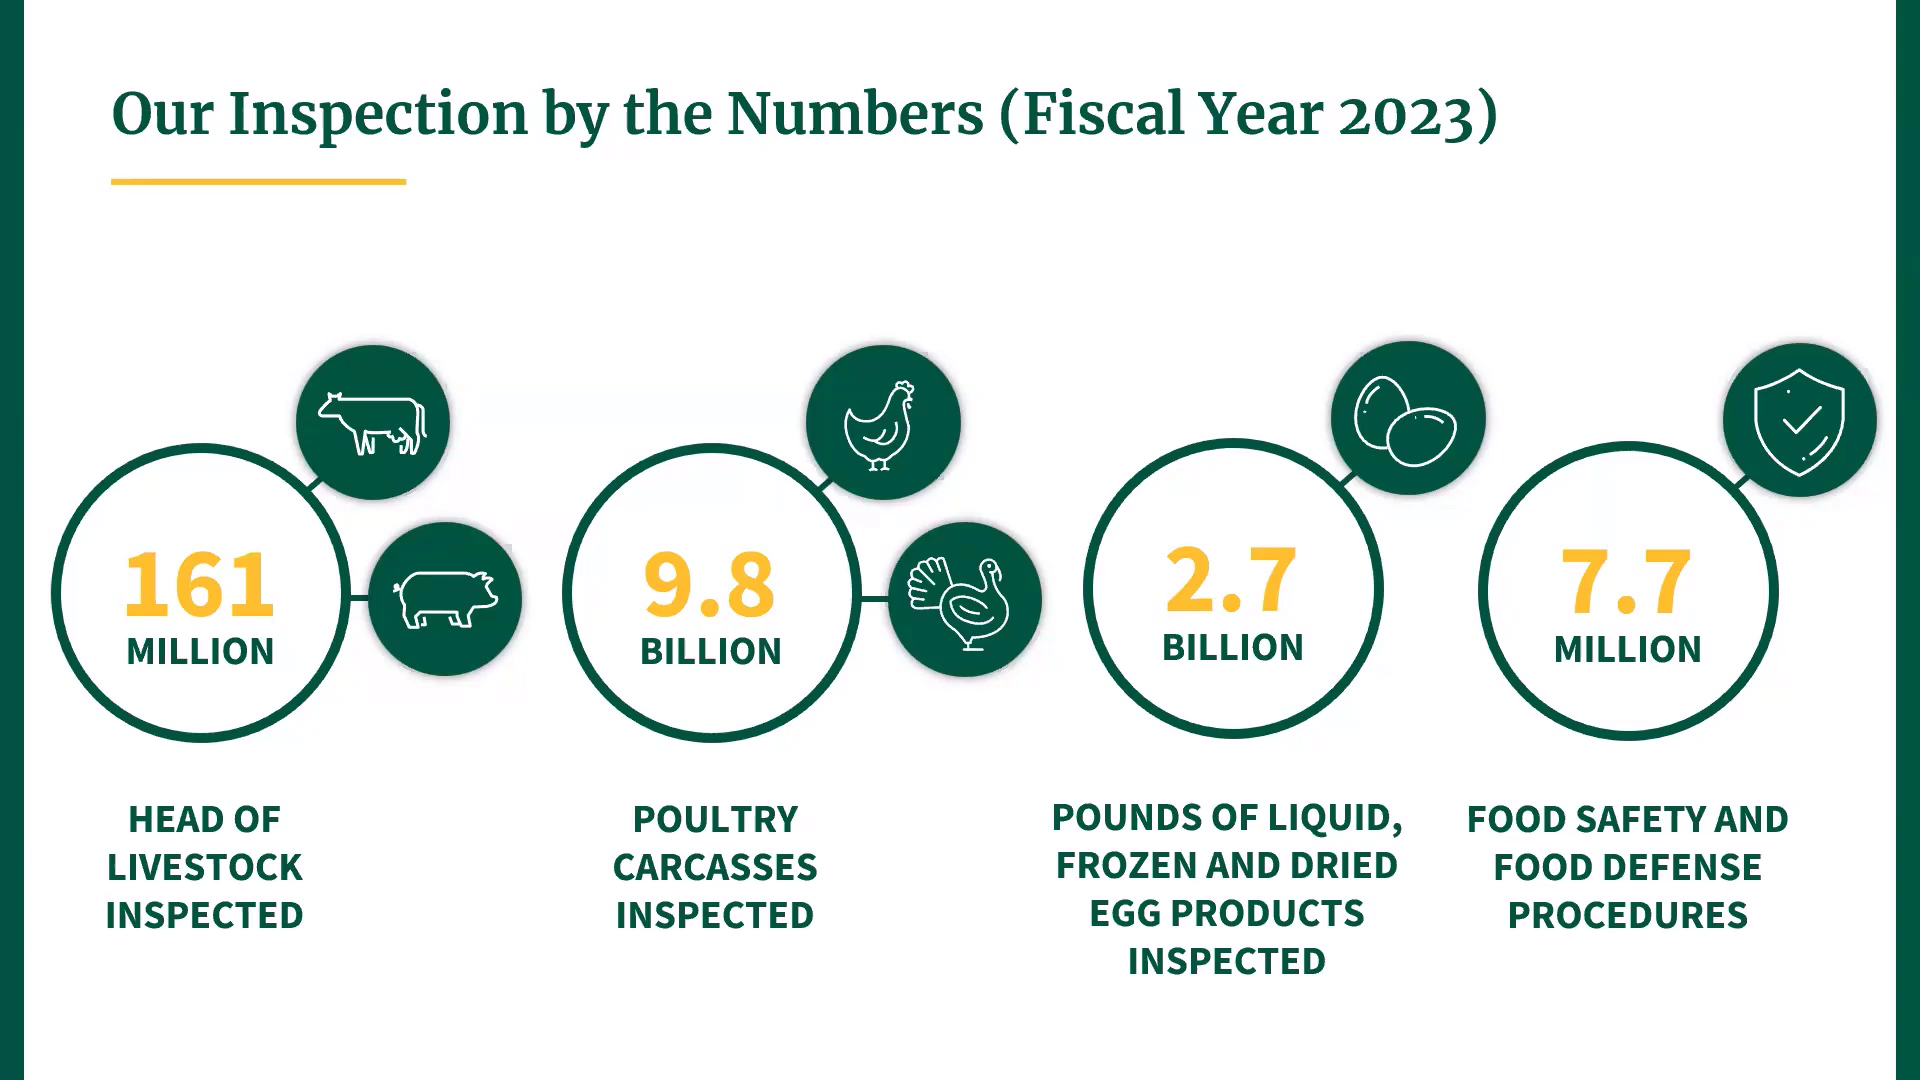 Our Inspection by the Numbers (Fiscal Year 2023)
161
MILLION
HEAD OF
LIVESTOCK
INSPECTED
9.8
BILLION
POULTRY
CARCASSES
INSPECTED
2.7
BILLION
POUNDS OF LIQUID,
FROZEN AND DRIED
EGG PRODUCTS
INSPECTED
7.7
MILLION
FOOD SAFETY AND
FOOD DEFENSE
PROCEDURES